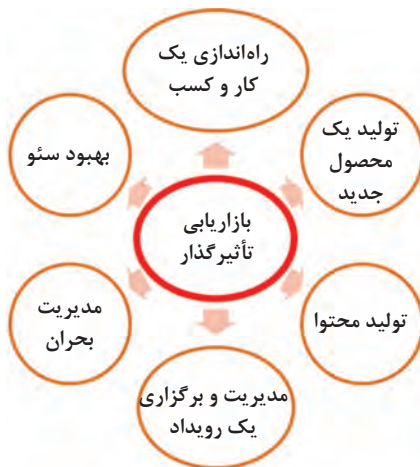 راه‌اندازی یک
کار و کسب
تولید یک
محصول
جدید
بهبود سئو
بازاریابی
تأثیرگذار
تولید محتوا
مدیریت
بحران
مدیریت و برگزاری
یک رویداد